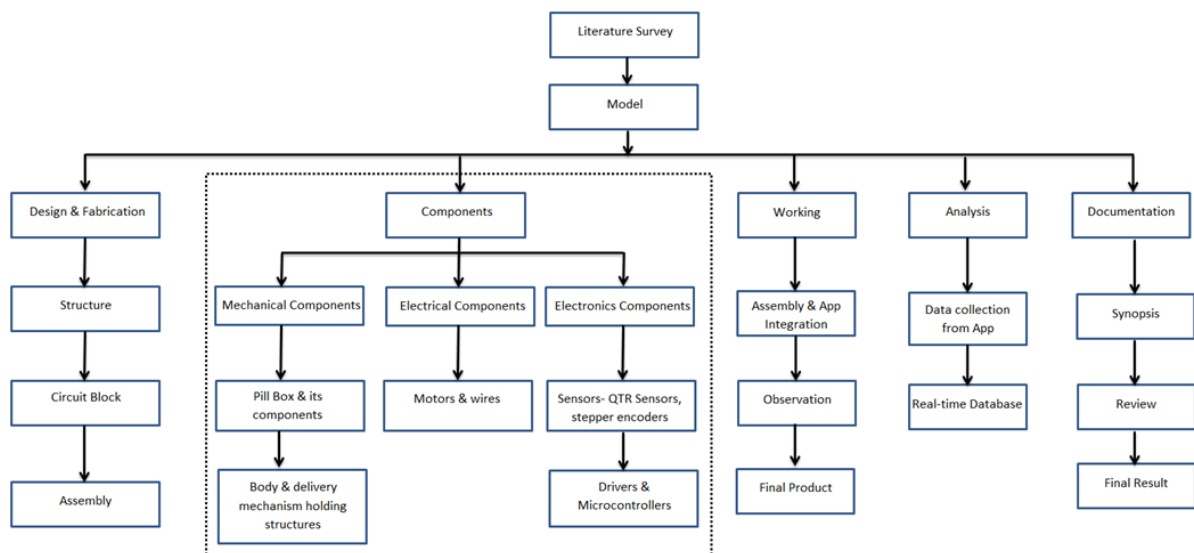 Literature Survey
Model
Design & Fabrication
Components
Working
Analysis
Documentation
Structure
Mechanical Components
Electrical Components
Electronics Components
Assembly & App
Integration
Data collection
from App
Synopsis
Circuit Block
Pill Box & its
components
Motors & wires
Sensors- QTR Sensors,
stepper encoders
Observation
Real-time Database
Review
Assembly
Body & delivery
mechanism holding
structures
Drivers &
Microcontrollers
Final Product
Final Result